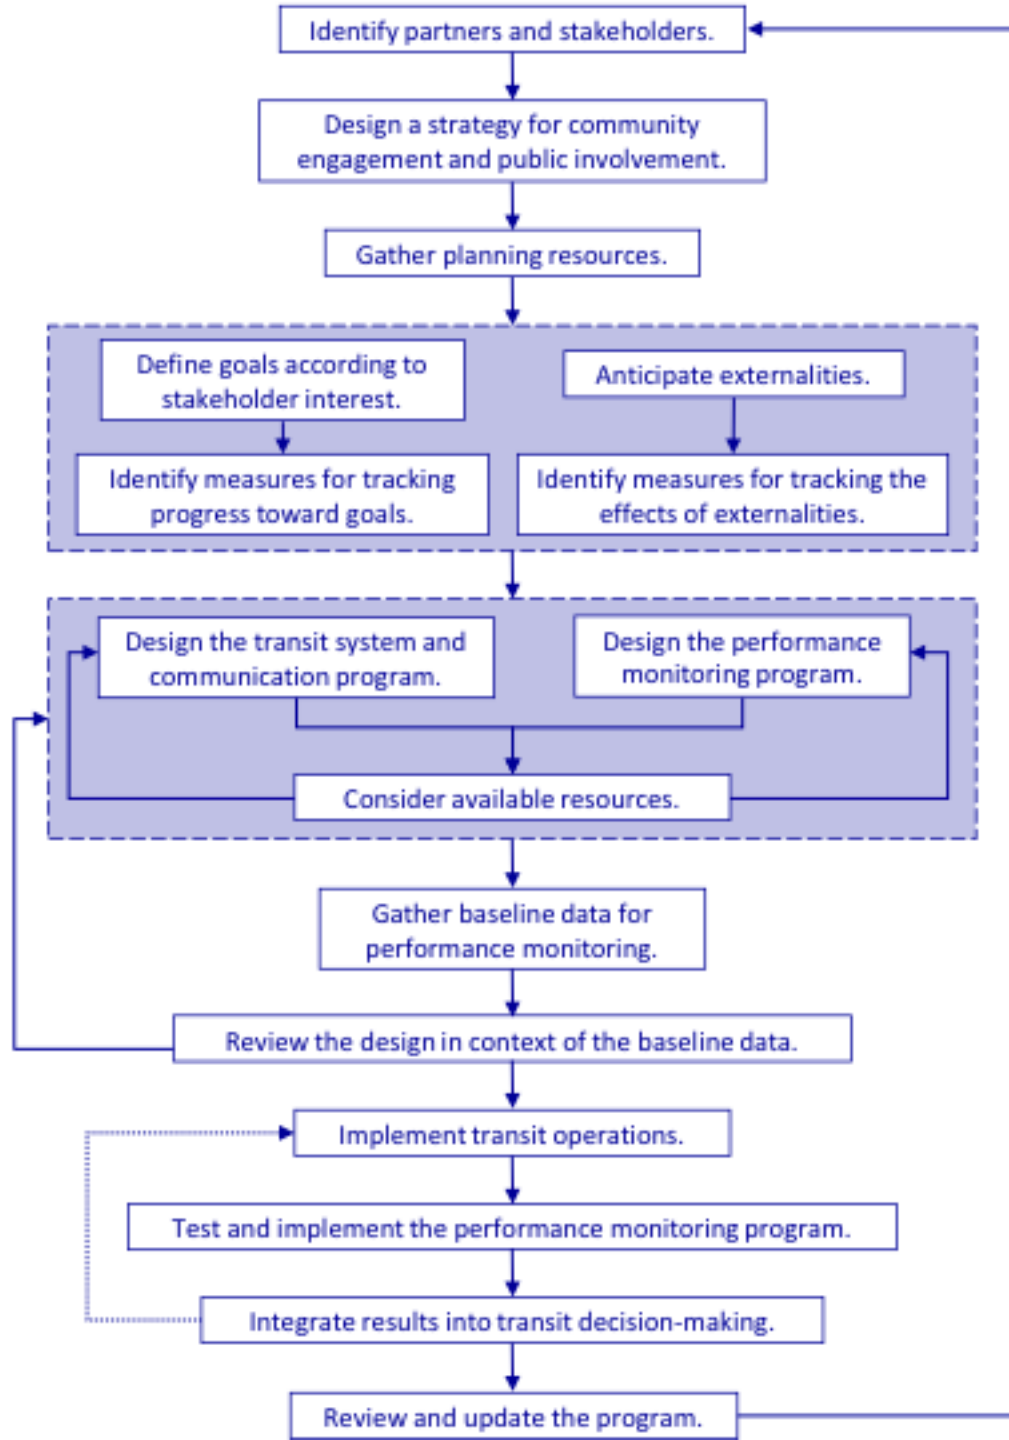 Identify partners and stakeholders.
Design a strategy for community
engagement and public involvement.
Gather planning resources.
Define goals according to
stakeholder interest.
Anticipate externalities.
Identify measures for tracking
progress toward goals.
Identify measures for tracking the
effects of externalities.
Design the transit system and
communication program.
Design the performance
monitoring program.
Consider available resources.
Gather baseline data for
performance monitoring.
Review the design in context of the baseline data.
Implement transit operations.
Test and implement the performance monitoring program.
Integrate results into transit decision-making.
Review and update the program.